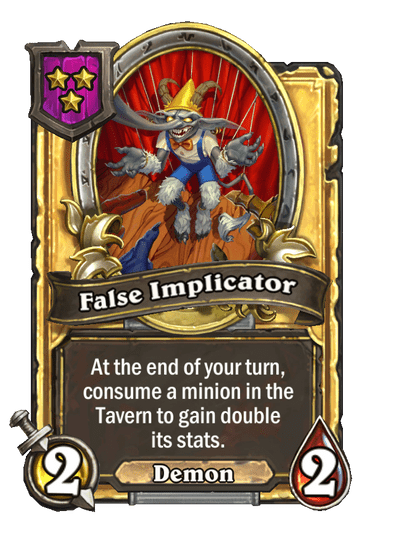 False Implicator
At the end of your turn,
consume a minion in the
Tavern to gain double
its stats.
2
Demon
2